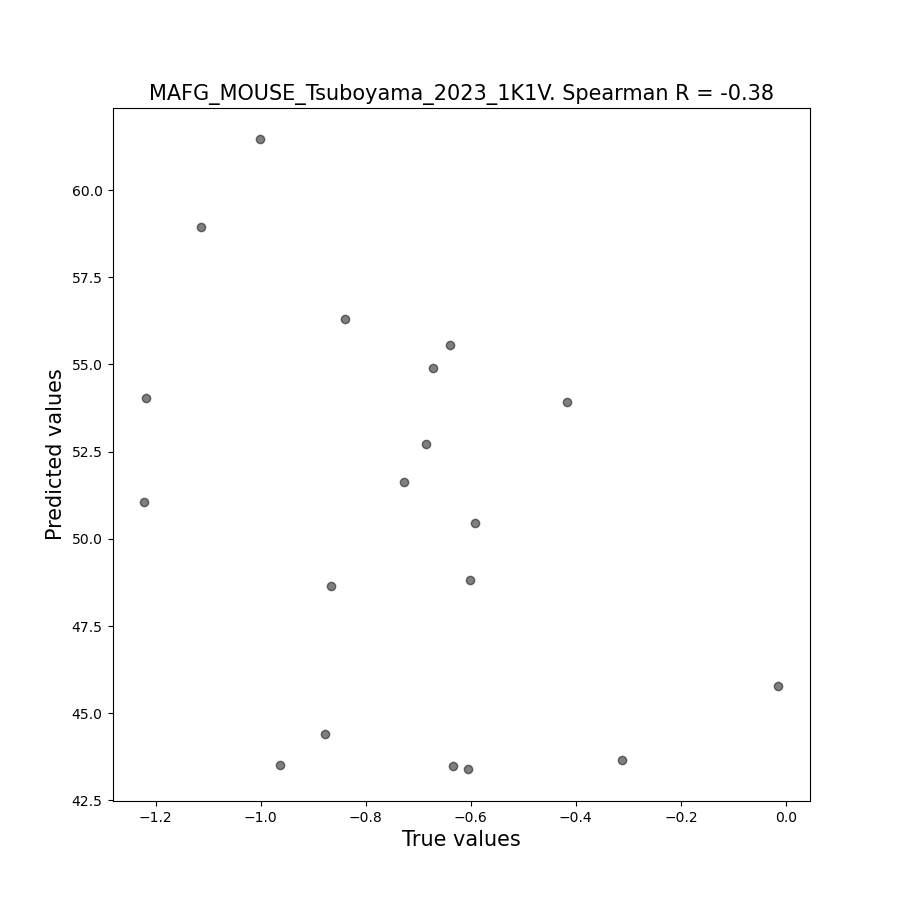 MAFG_MOUSE_Tsuboyama_2023_1K1V. Spearman R = -0.38
60.0
57.5
55.0
52.5
50.0
47.5
45.0
42.5
Predicted values
−1.2 −1.0 −0.8 −0.6 −0.4 −0.2 0.0
True values